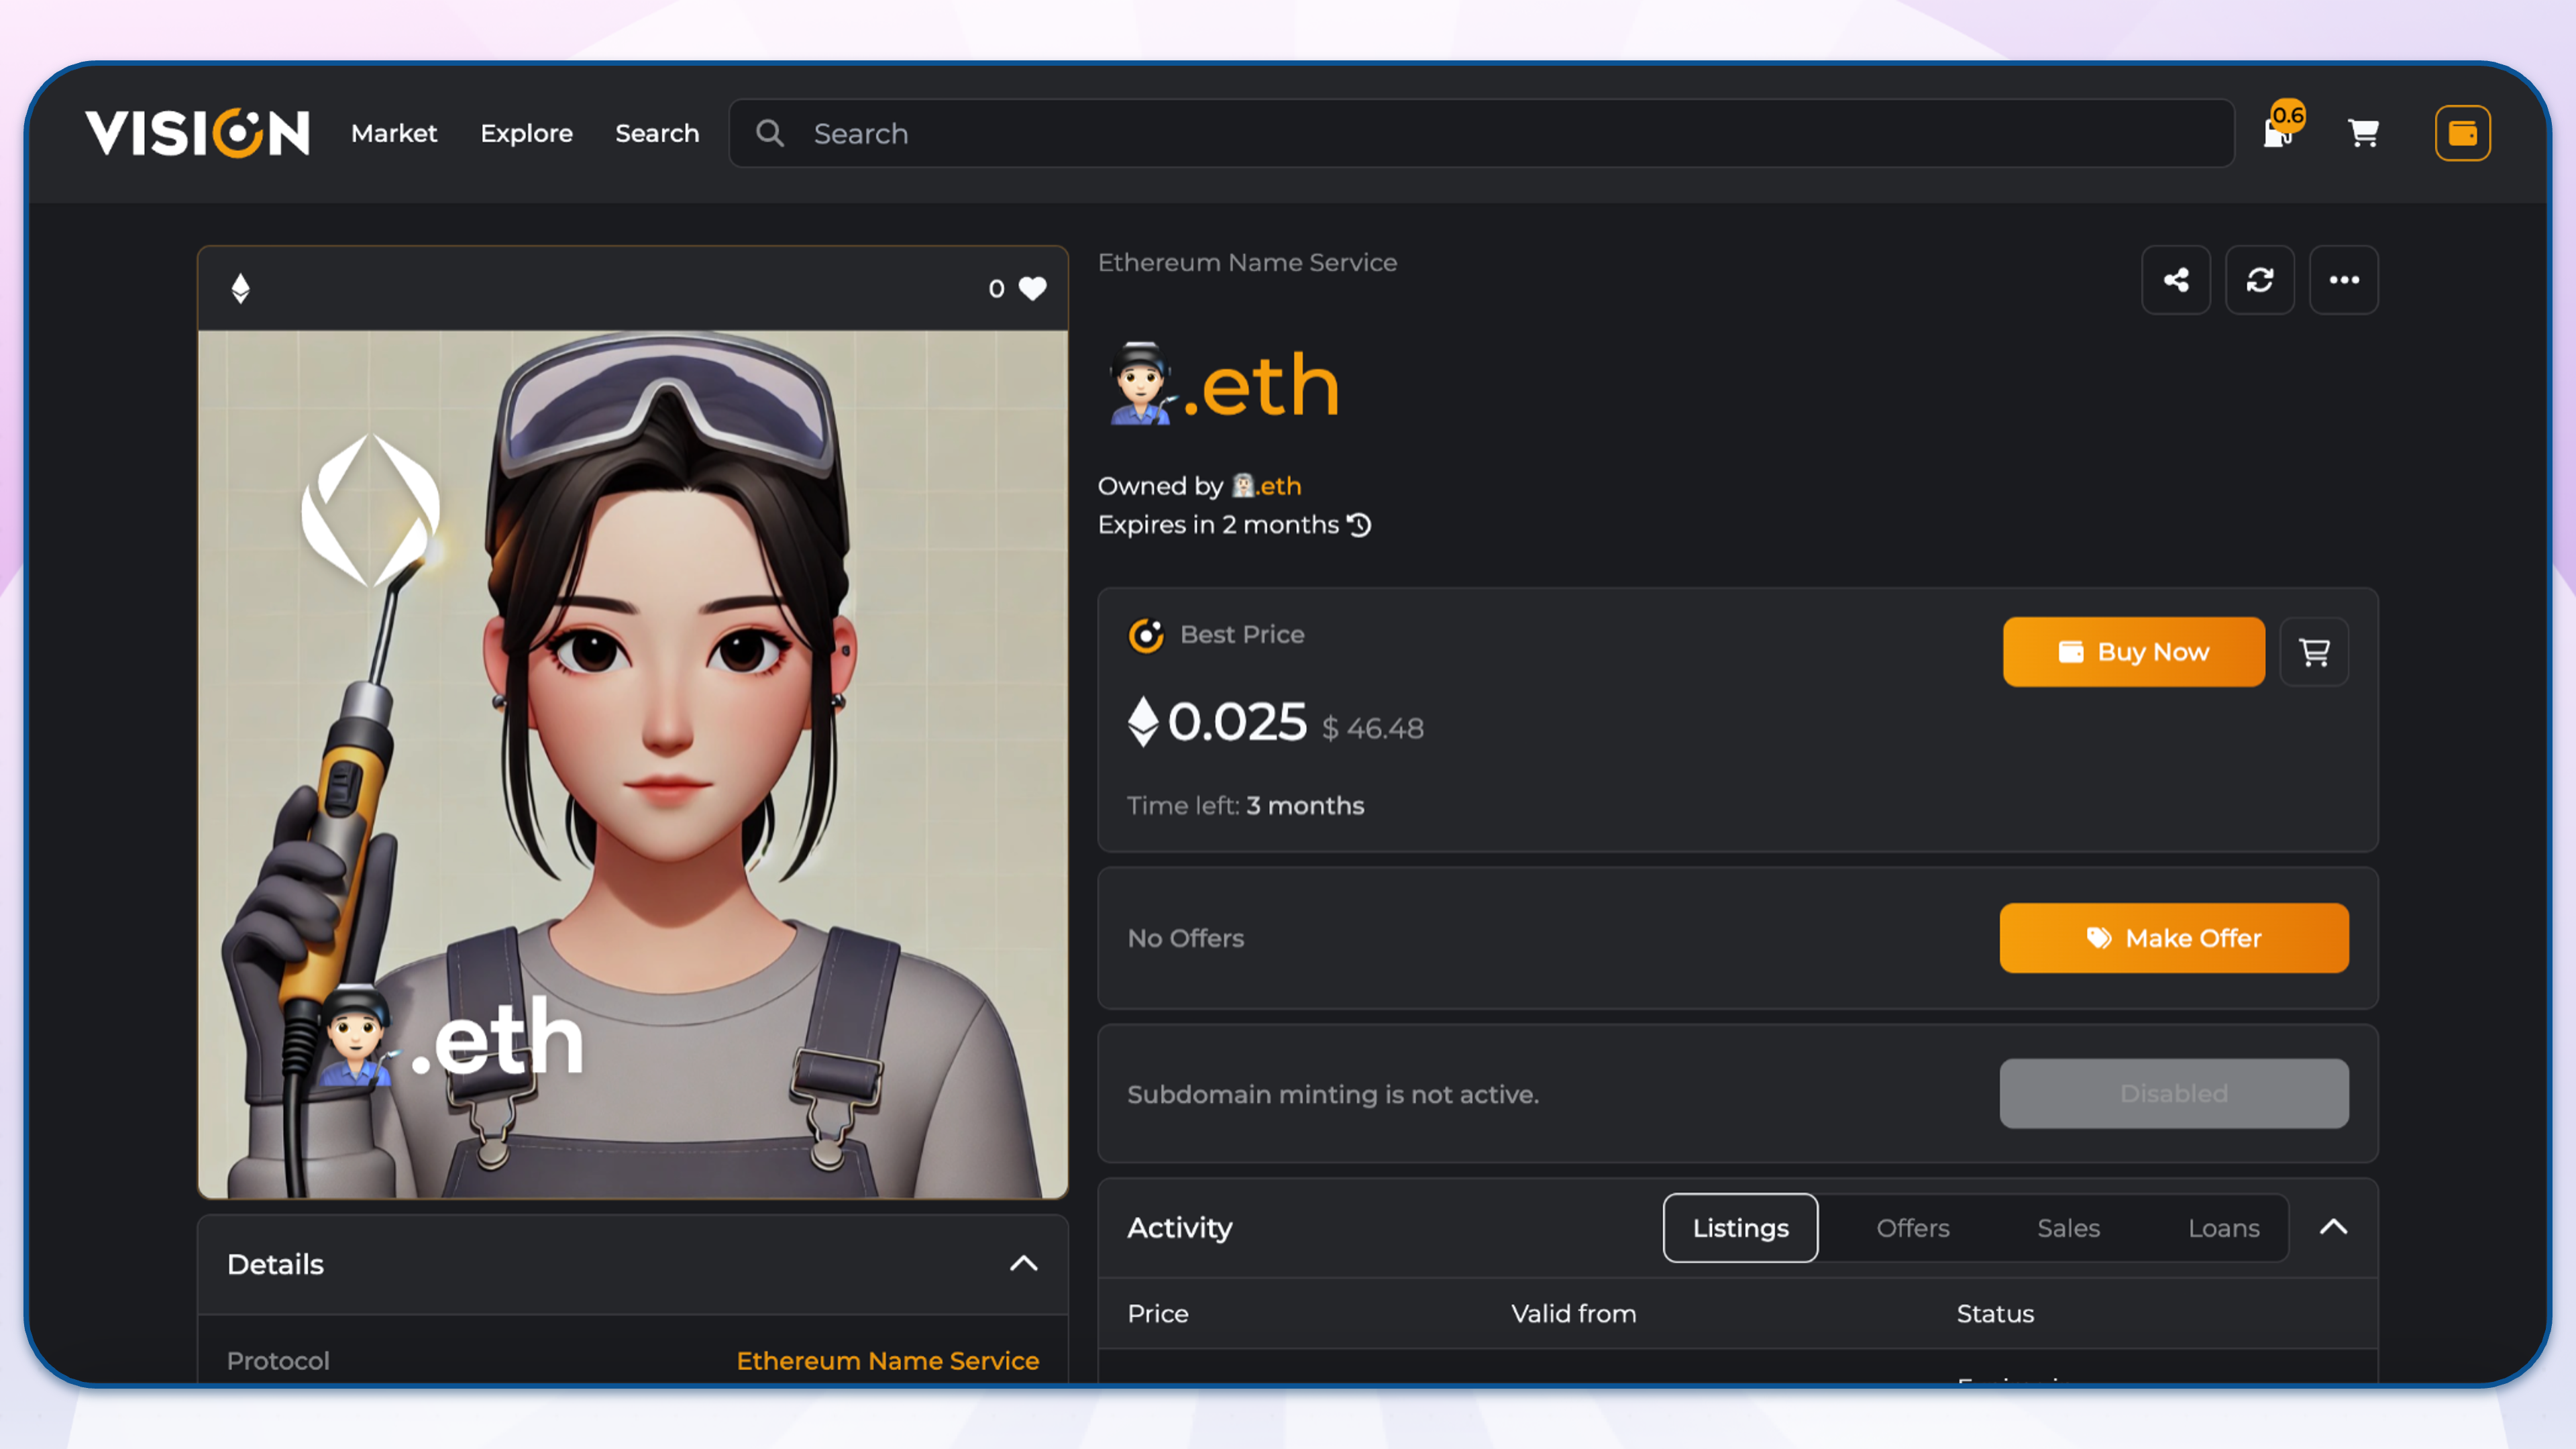 VISION Market Explore Search Search 0.6
0
Ethereum Name Service
👨🏻‍🏭.eth
Owned by 👰🏻‍♂️.eth
Expires in 2 months
Best Price
Buy Now
0.025 $ 46.48
Time left: 3 months
No Offers
Make Offer
Subdomain minting is not active.
Disabled
👨🏻‍🏭.eth
Activity
Listings Offers Sales Loans
Price Valid from Status
Details
Protocol Ethereum Name Service